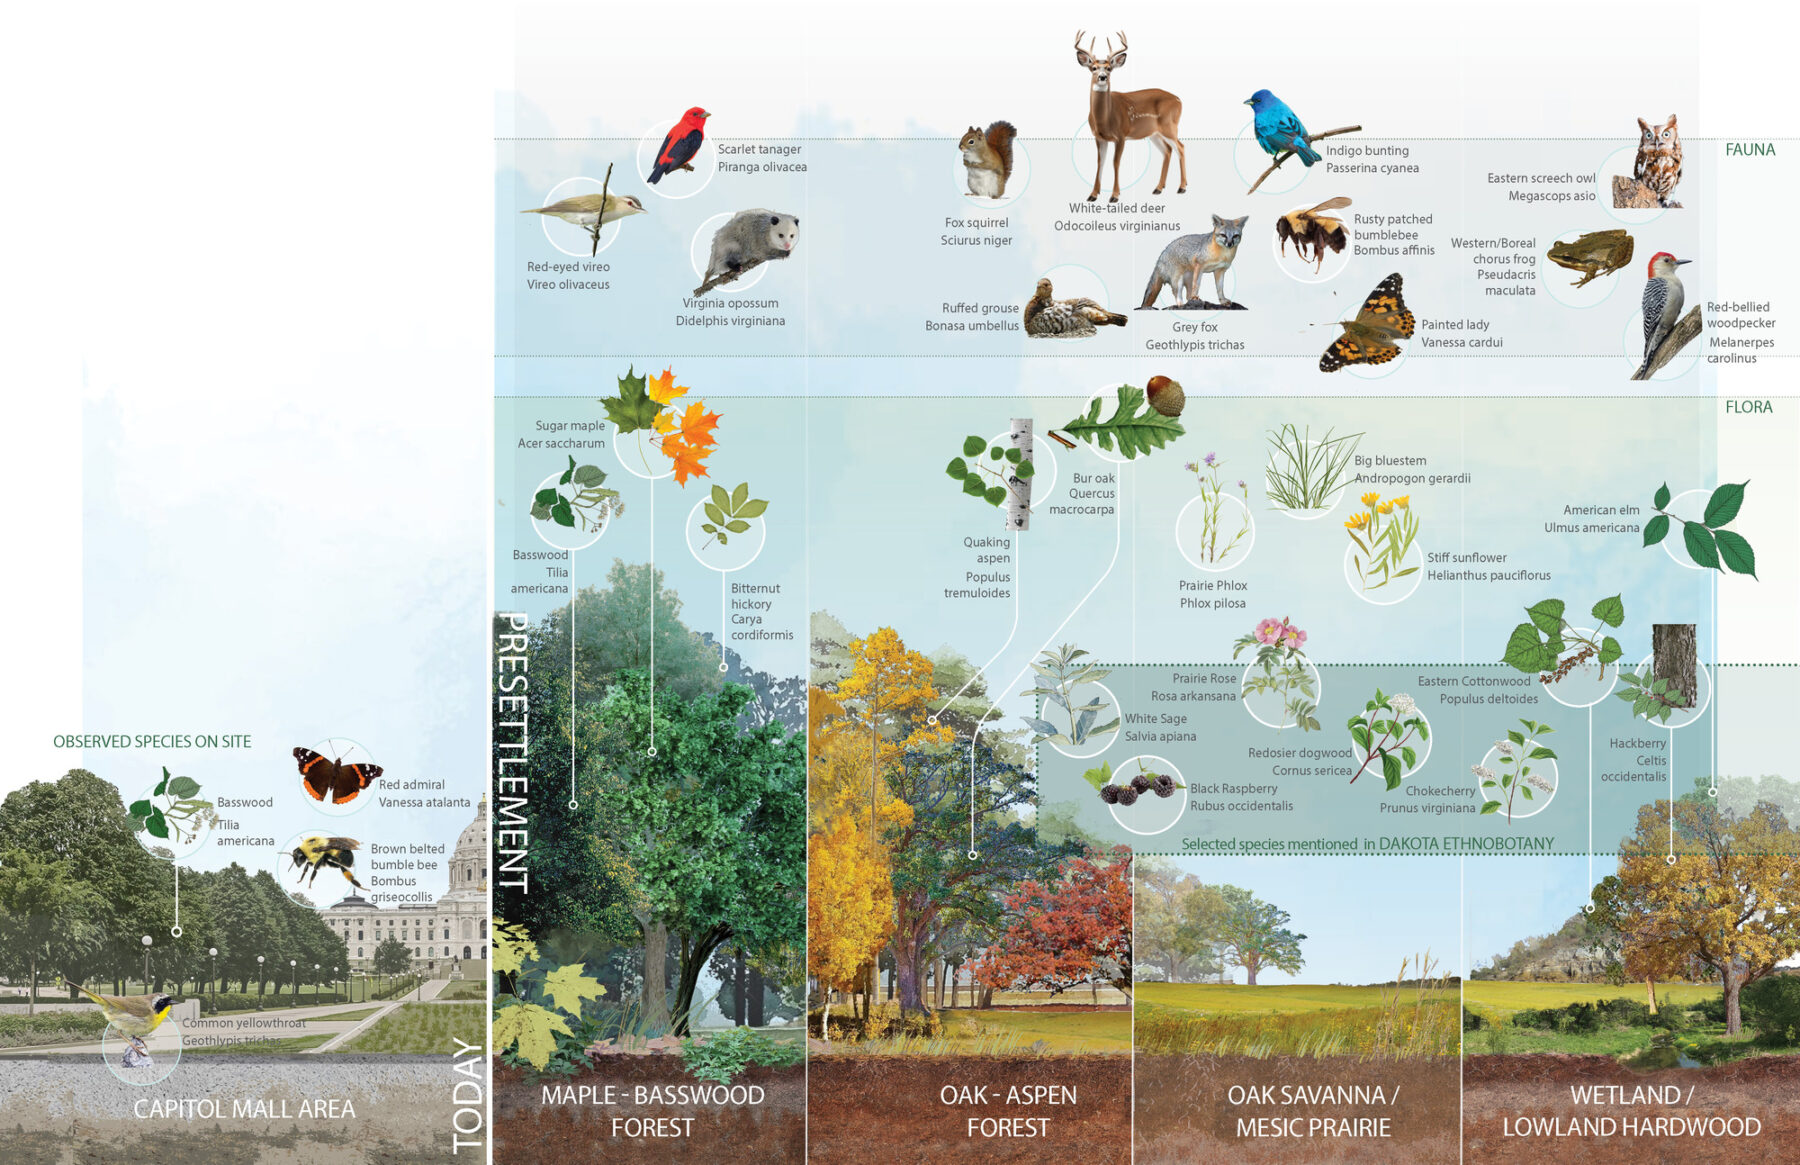 FAUNA
Scarlet tanager
Piranga olivacea
Red-eyed vireo
Vireo olivaceus
Virginia opossum
Didelphis virginiana
Fox squirrel
Sciurus niger
White-tailed deer
Odocoileus virginianus
Indigo bunting
Passerina cyanea
Eastern screech owl
Megascops asio
Ruffed grouse
Bonasa umbellus
Grey fox
Geothlypis trichas
Rusty patched
bumblebee
Bombus affinis
Painted lady
Vanessa cardui
Western/Boreal
chorus frog
Pseudacris
maculata
Red-bellied
woodpecker
Melanerpes
carolinus
FLORA
Sugar maple
Acer saccharum
Basswood
Tilia
americana
Bitternut
hickory
Carya
cordiformis
Quaking
aspen
Populus
tremuloides
Bur oak
Quercus
macrocarpa
Prairie Phlox
Phlox pilosa
Big bluestem
Andropogon gerardii
Stiff sunflower
Helianthus pauciflorus
American elm
Ulmus americana
White Sage
Salvia apiana
Prairie Rose
Rosa arkansana
Black Raspberry
Rubus occidentalis
Redosier dogwood
Cornus sericea
Eastern Cottonwood
Populus deltoides
Chokecherry
Prunus virginiana
Hackberry
Celtis
occidentalis
Selected species mentioned in DAKOTA ETHNOBOTANY
OBSERVED SPECIES ON SITE
Basswood
Tilia
americana
Red admiral
Vanessa atalanta
Brown belted
bumble bee
Bombus
griseocollis
Common yellowthroat
Geothlypis trichas
PRESETTLEMENT
TODAY
CAPITOL MALL AREA
MAPLE - BASSWOOD
FOREST
OAK - ASPEN
FOREST
OAK SAVANNA /
MESIC PRAIRIE
WETLAND /
LOWLAND HARDWOOD